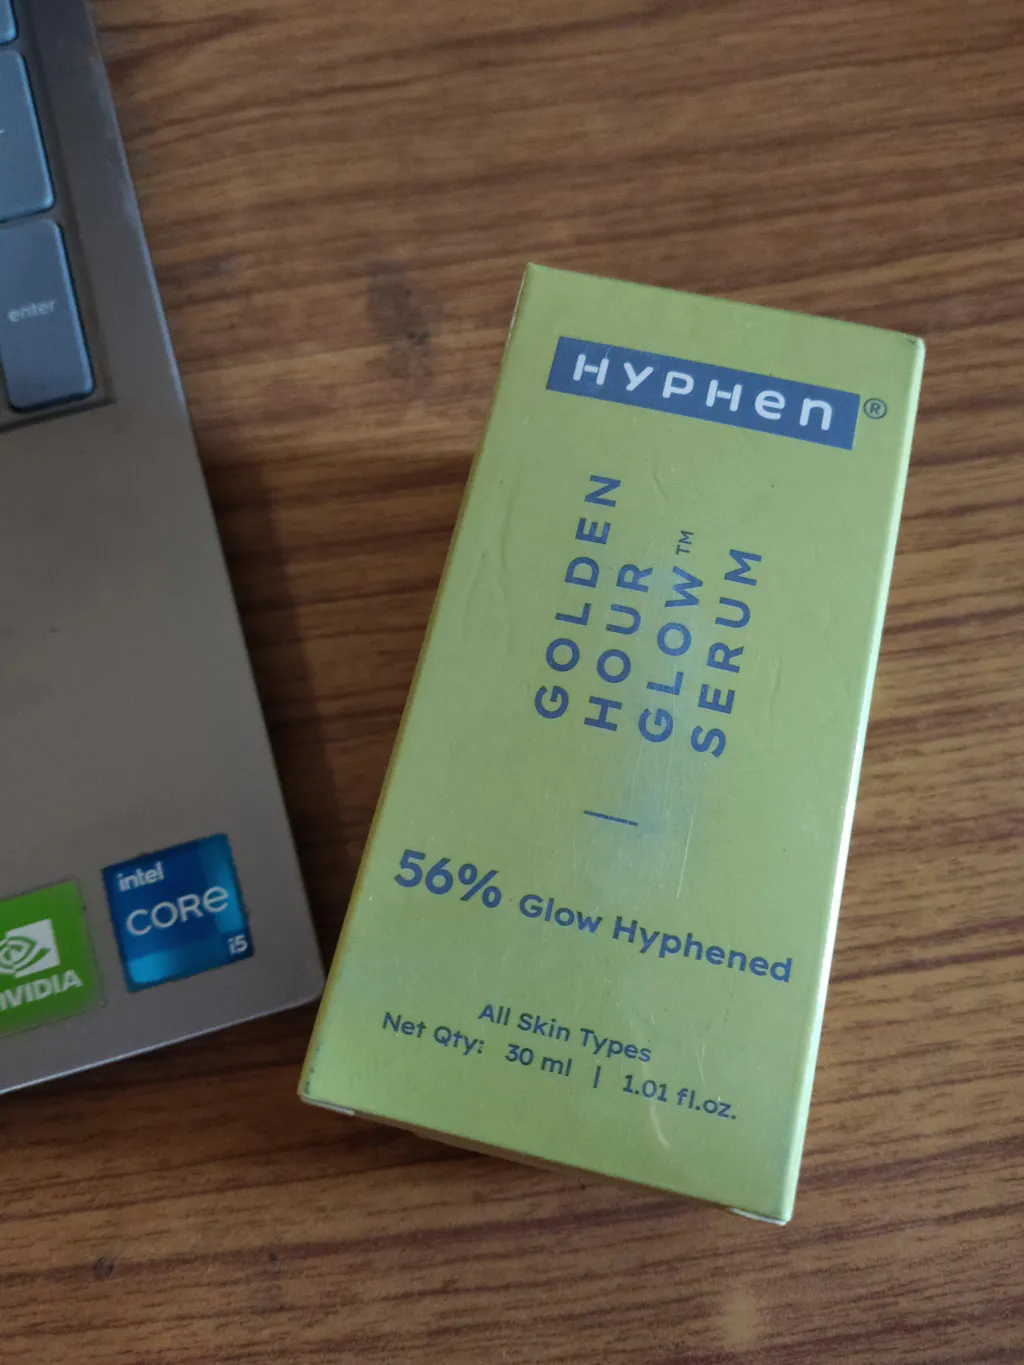 enter
intel
CORE
i5
NVIDIA
HYPHEN®
GOLDEN
HOUR
GLOW™
SERUM
56% Glow Hyphened
All Skin Types
Net Qty: 30 ml | 1.01 fl.oz.